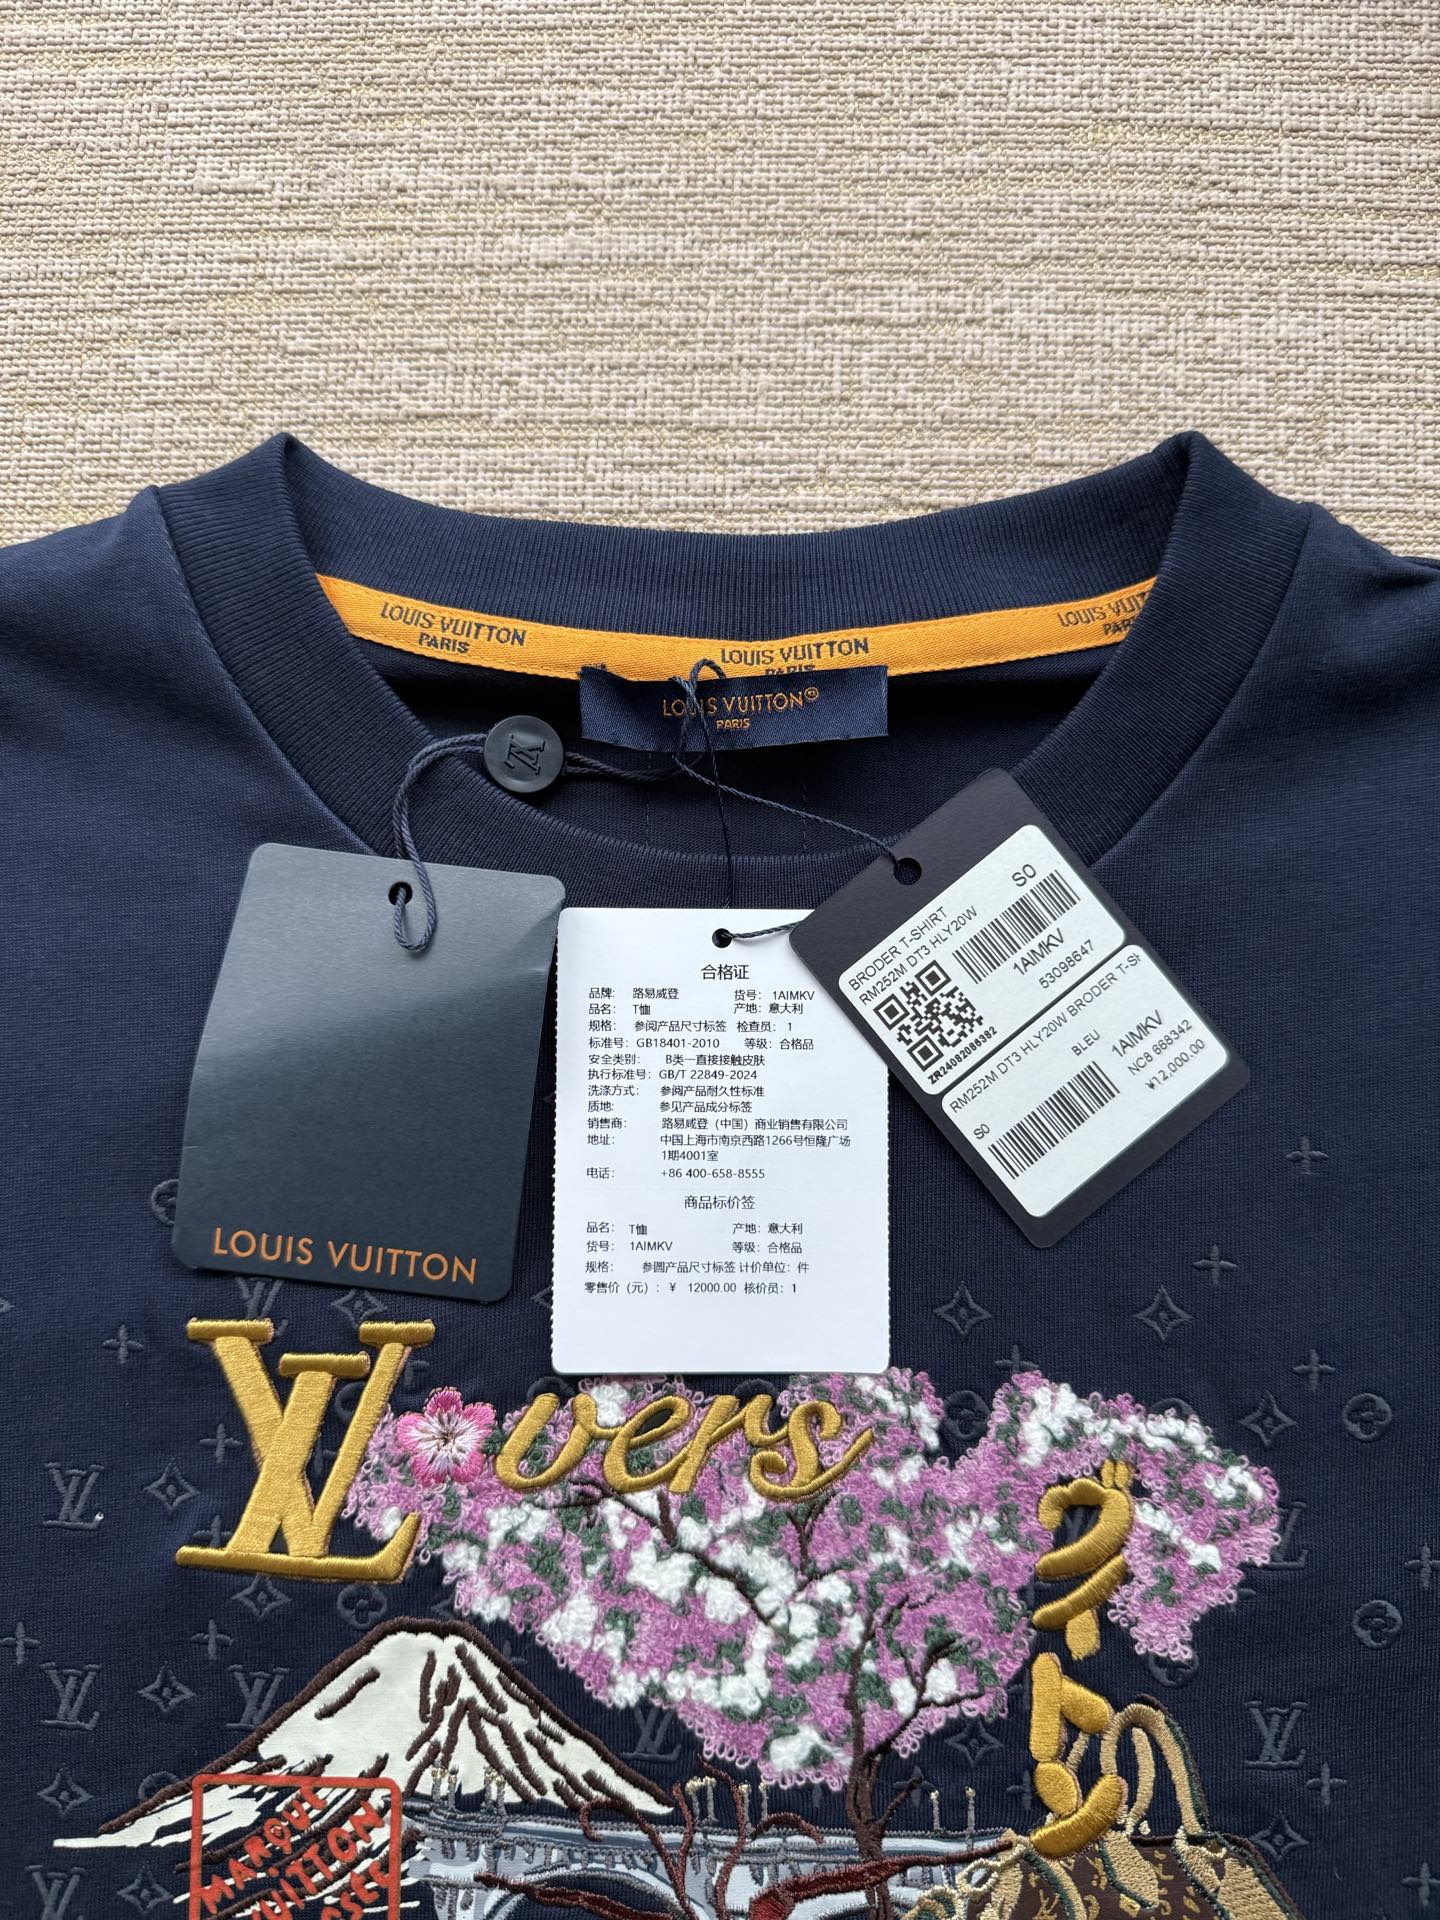 LOUIS VUITTON
PARIS
LOUIS VUITTON
PARIS
LOUIS VUIT
LOUIS VUITTON
PARIS
LV
LOUIS VUITTON
合格证
品牌: 路易威登 货号: 1AIMKV
品名: T恤 产地: 意大利
规格: 参阅产品尺寸标签 检查员: 1
标准号: GB18401-2010 等级: 合格品
安全类别: B类一直接接触皮肤
执行标准号: GB/T 22849-2024
洗涤方式: 参阅产品耐久性标准
质地: 参见产品成分标签
销售商: 路易威登（中国）商业销售有限公司
地址: 中国上海市南京西路1266号恒隆广场
1期4001室
电话: +86 400-658-8555
商品标价签
品名: T恤 产地: 意大利
货号: 1AIMKV 等级: 合格品
规格: 参圆产品尺寸标签 计价单位: 件
零售价（元）: ¥ 12000.00 核价员: 1
BRODER T-SHIRT
RM252M DT3 HLY20W
S0
1AIMKV
53098647
ZR24082086382
RM252M DT3 HLY20W BRODER T-SH
BLEU
S0
1AIMKV
NC8 868342
¥12,000.00
LV overs
MARQUE
VUITTON